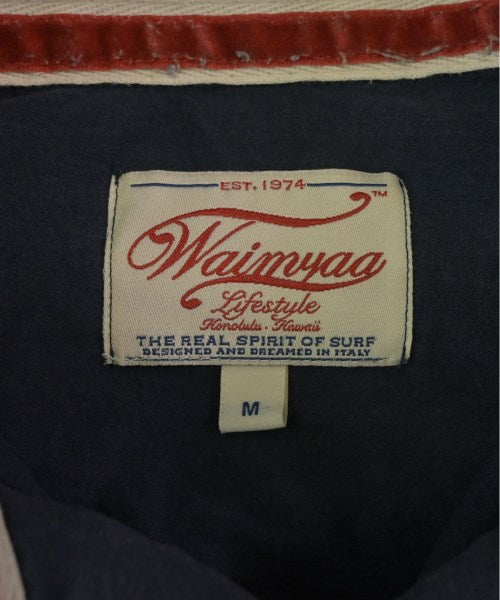 EST. 1974
TM
Waimyaa
Lifestyle
Honolulu . Hawaii
THE REAL SPIRIT OF SURF
DESIGNED AND DREAMED IN ITALY
M